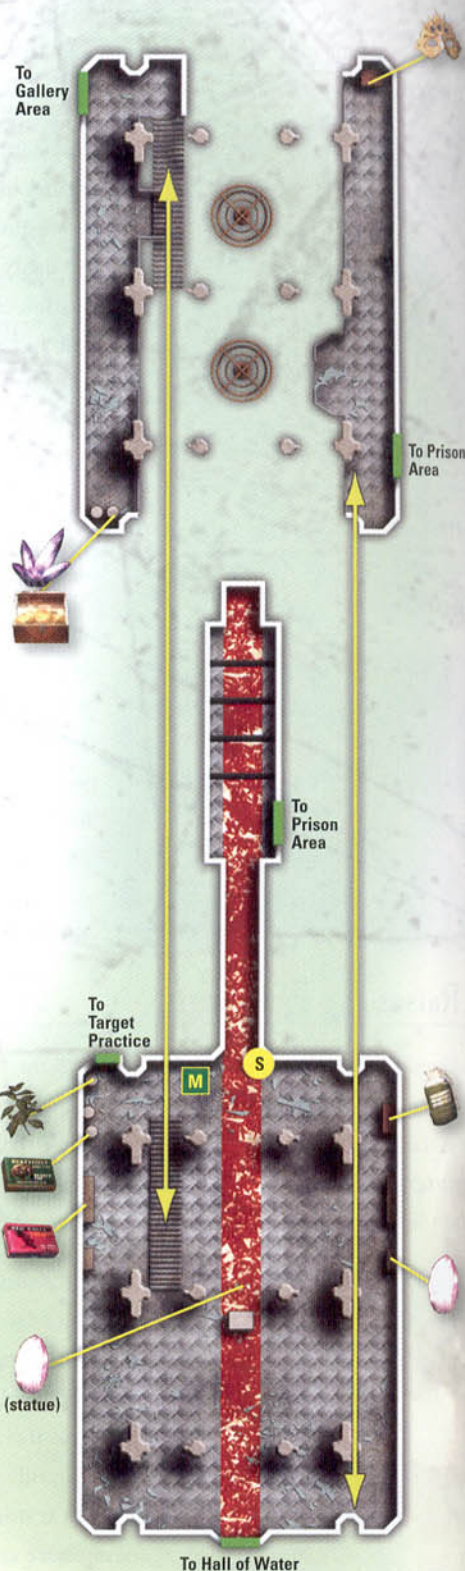 To
Gallery
Area
To Prison
Area
To
Prison
Area
To
Target
Practice
S
M
(statue)
To Hall of Water